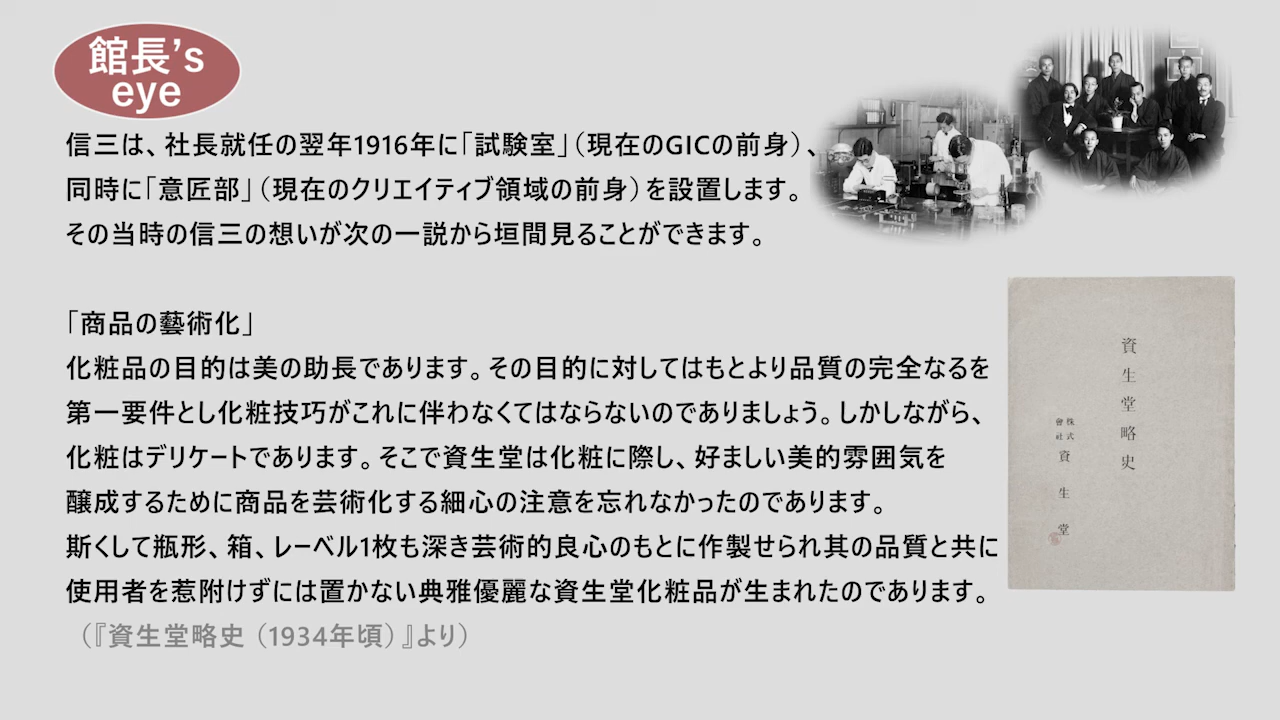 館長’s
eye
信三は、社長就任の翌年1916年に「試験室」（現在のGICの前身）、
同時に「意匠部」（現在のクリエイティブ領域の前身）を設置します。
その当時の信三の想いが次の一説から垣間見ることができます。
「商品の藝術化」
化粧品の目的は美の助長であります。その目的に対してはもとより品質の完全なるを
第一要件とし化粧技巧がこれに伴わなくてはならないのでありましょう。しかしながら、
化粧はデリケートであります。そこで資生堂は化粧に際し、好ましい美的雰囲気を
醸成するために商品を芸術化する細心の注意を忘れなかったのであります。
斯くして瓶形、箱、レーベル1枚も深き芸術的良心のもとに作製せられ其の品質と共に
使用者を惹附けずには置かない典雅優麗な資生堂化粧品が生まれたのであります。
（『資生堂略史（1934年頃）』より）
資生堂略史
株式
會社
資生堂